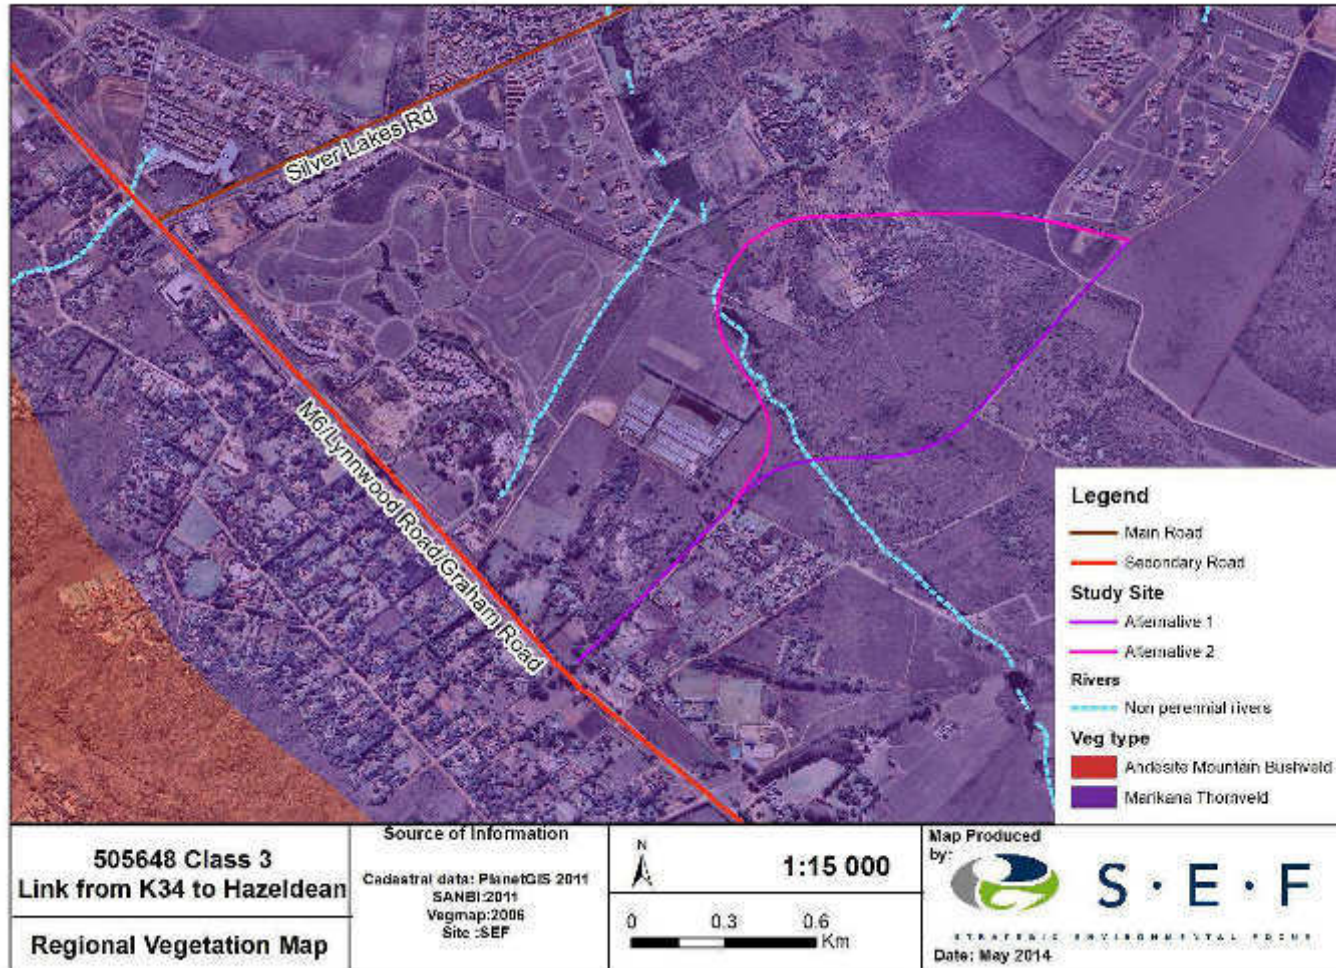 Silver Lakes Rd
M6/Lynnwood Road/Graham Road
Legend
Main Road
Secondary Road
Study Site
Alternative 1
Alternative 2
Rivers
Non perennial rivers
Veg type
Andesite Mountain Bushveld
Marikana Thornveld
505648 Class 3
Link from K34 to Hazeldean
Regional Vegetation Map
Source of Information
Cadastral data: PlanetGIS 2011
SANBI:2011
Vegmap:2006
Site :SEF
N
1:15 000
0 0.3 0.6
Km
Map Produced
by:
S·E·F
STRATEGIC ENVIRONMENTAL FOCUS
Date: May 2014